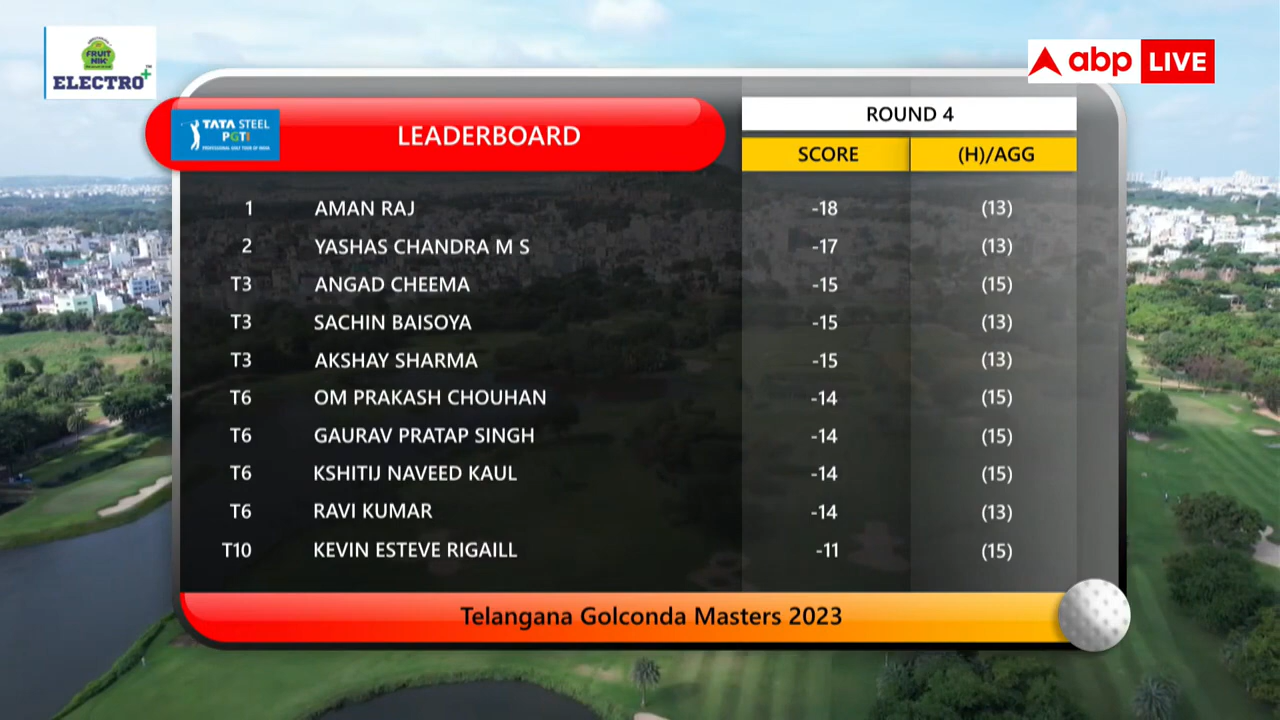 FRUIT
NIK
ELECTRO+
™
abp LIVE
TATA STEEL
PGTI
PROFESSIONAL GOLF TOUR OF INDIA
LEADERBOARD
ROUND 4
SCORE (H)/AGG
1 AMAN RAJ -18 (13)
2 YASHAS CHANDRA M S -17 (13)
T3 ANGAD CHEEMA -15 (15)
T3 SACHIN BAISOYA -15 (13)
T3 AKSHAY SHARMA -15 (13)
T6 OM PRAKASH CHOUHAN -14 (15)
T6 GAURAV PRATAP SINGH -14 (15)
T6 KSHITIJ NAVEED KAUL -14 (15)
T6 RAVI KUMAR -14 (13)
T10 KEVIN ESTEVE RIGAILL -11 (15)
Telangana Golconda Masters 2023